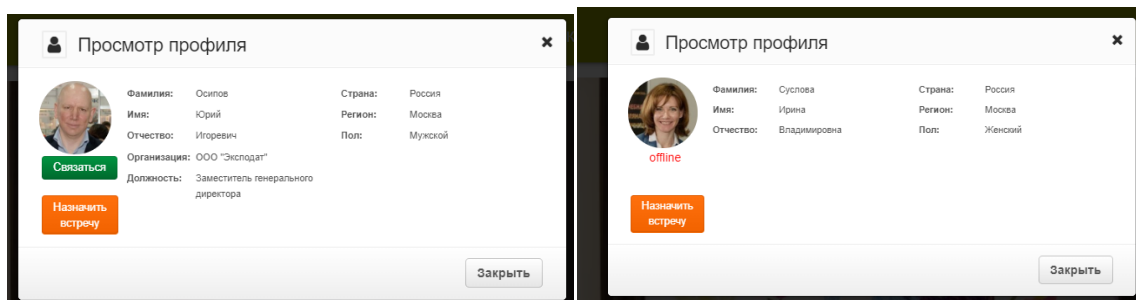 Просмотр профиля
Фамилия: Осипов Страна: Россия
Имя: Юрий Регион: Москва
Отчество: Игоревич Пол: Мужской
Организация: ООО "Эксподат"
Связаться
Должность: Заместитель генерального
директора
Назначить
встречу
Закрыть
Просмотр профиля
Фамилия: Суслова Страна: Россия
Имя: Ирина Регион: Москва
Отчество: Владимировна Пол: Женский
offline
Назначить
встречу
Закрыть